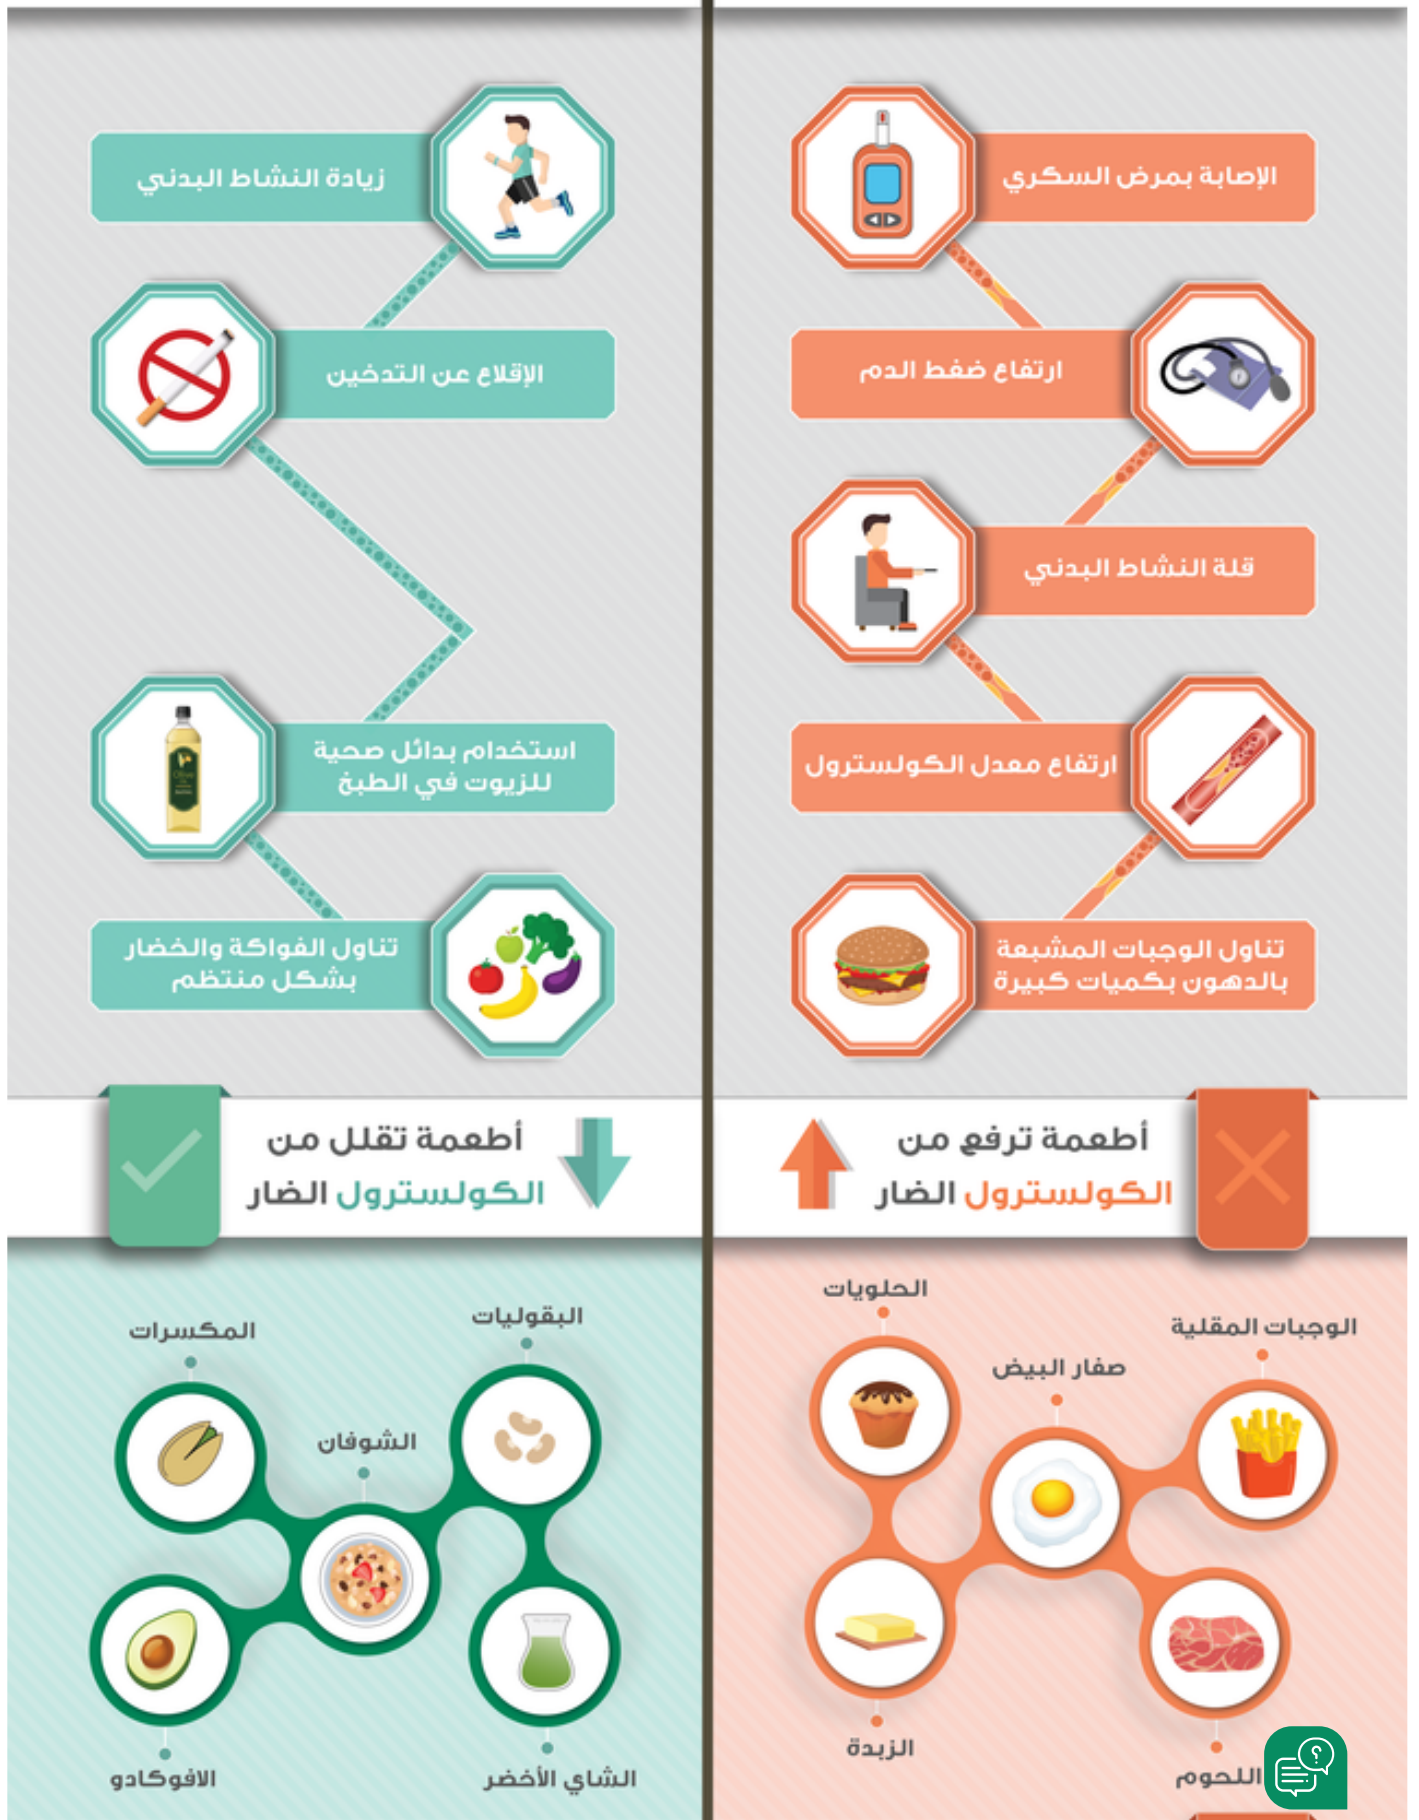 الإصابة بمرض السكري
ارتفاع ضغط الدم
قلة النشاط البدني
ارتفاع معدل الكولسترول
تناول الوجبات المشبعة
بالدهون بكميات كبيرة
زيادة النشاط البدني
الإقلاع عن التدخين
استخدام بدائل صحية
للزيوت في الطبخ
تناول الفواكة والخضار
بشكل منتظم
أطعمة ترفع من
الكولسترول الضار
الحلويات
الوجبات المقلية
صفار البيض
الزبدة
اللحوم
أطعمة تقلل من
الكولسترول الضار
البقوليات
المكسرات
الشوفان
الشاي الأخضر
الافوكادو